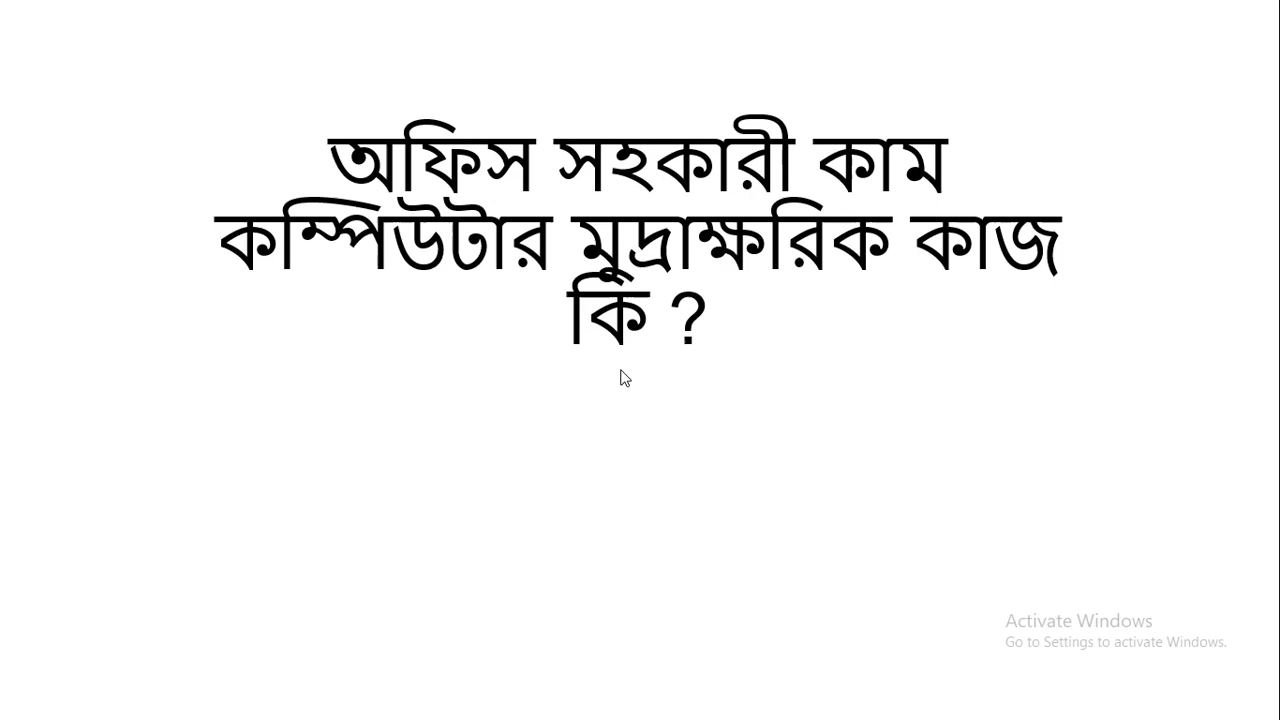 অফিস সহকারী কাম
কম্পিউটার মুদ্রাক্ষরিক কাজ
কি ?
Activate Windows
Go to Settings to activate Windows.